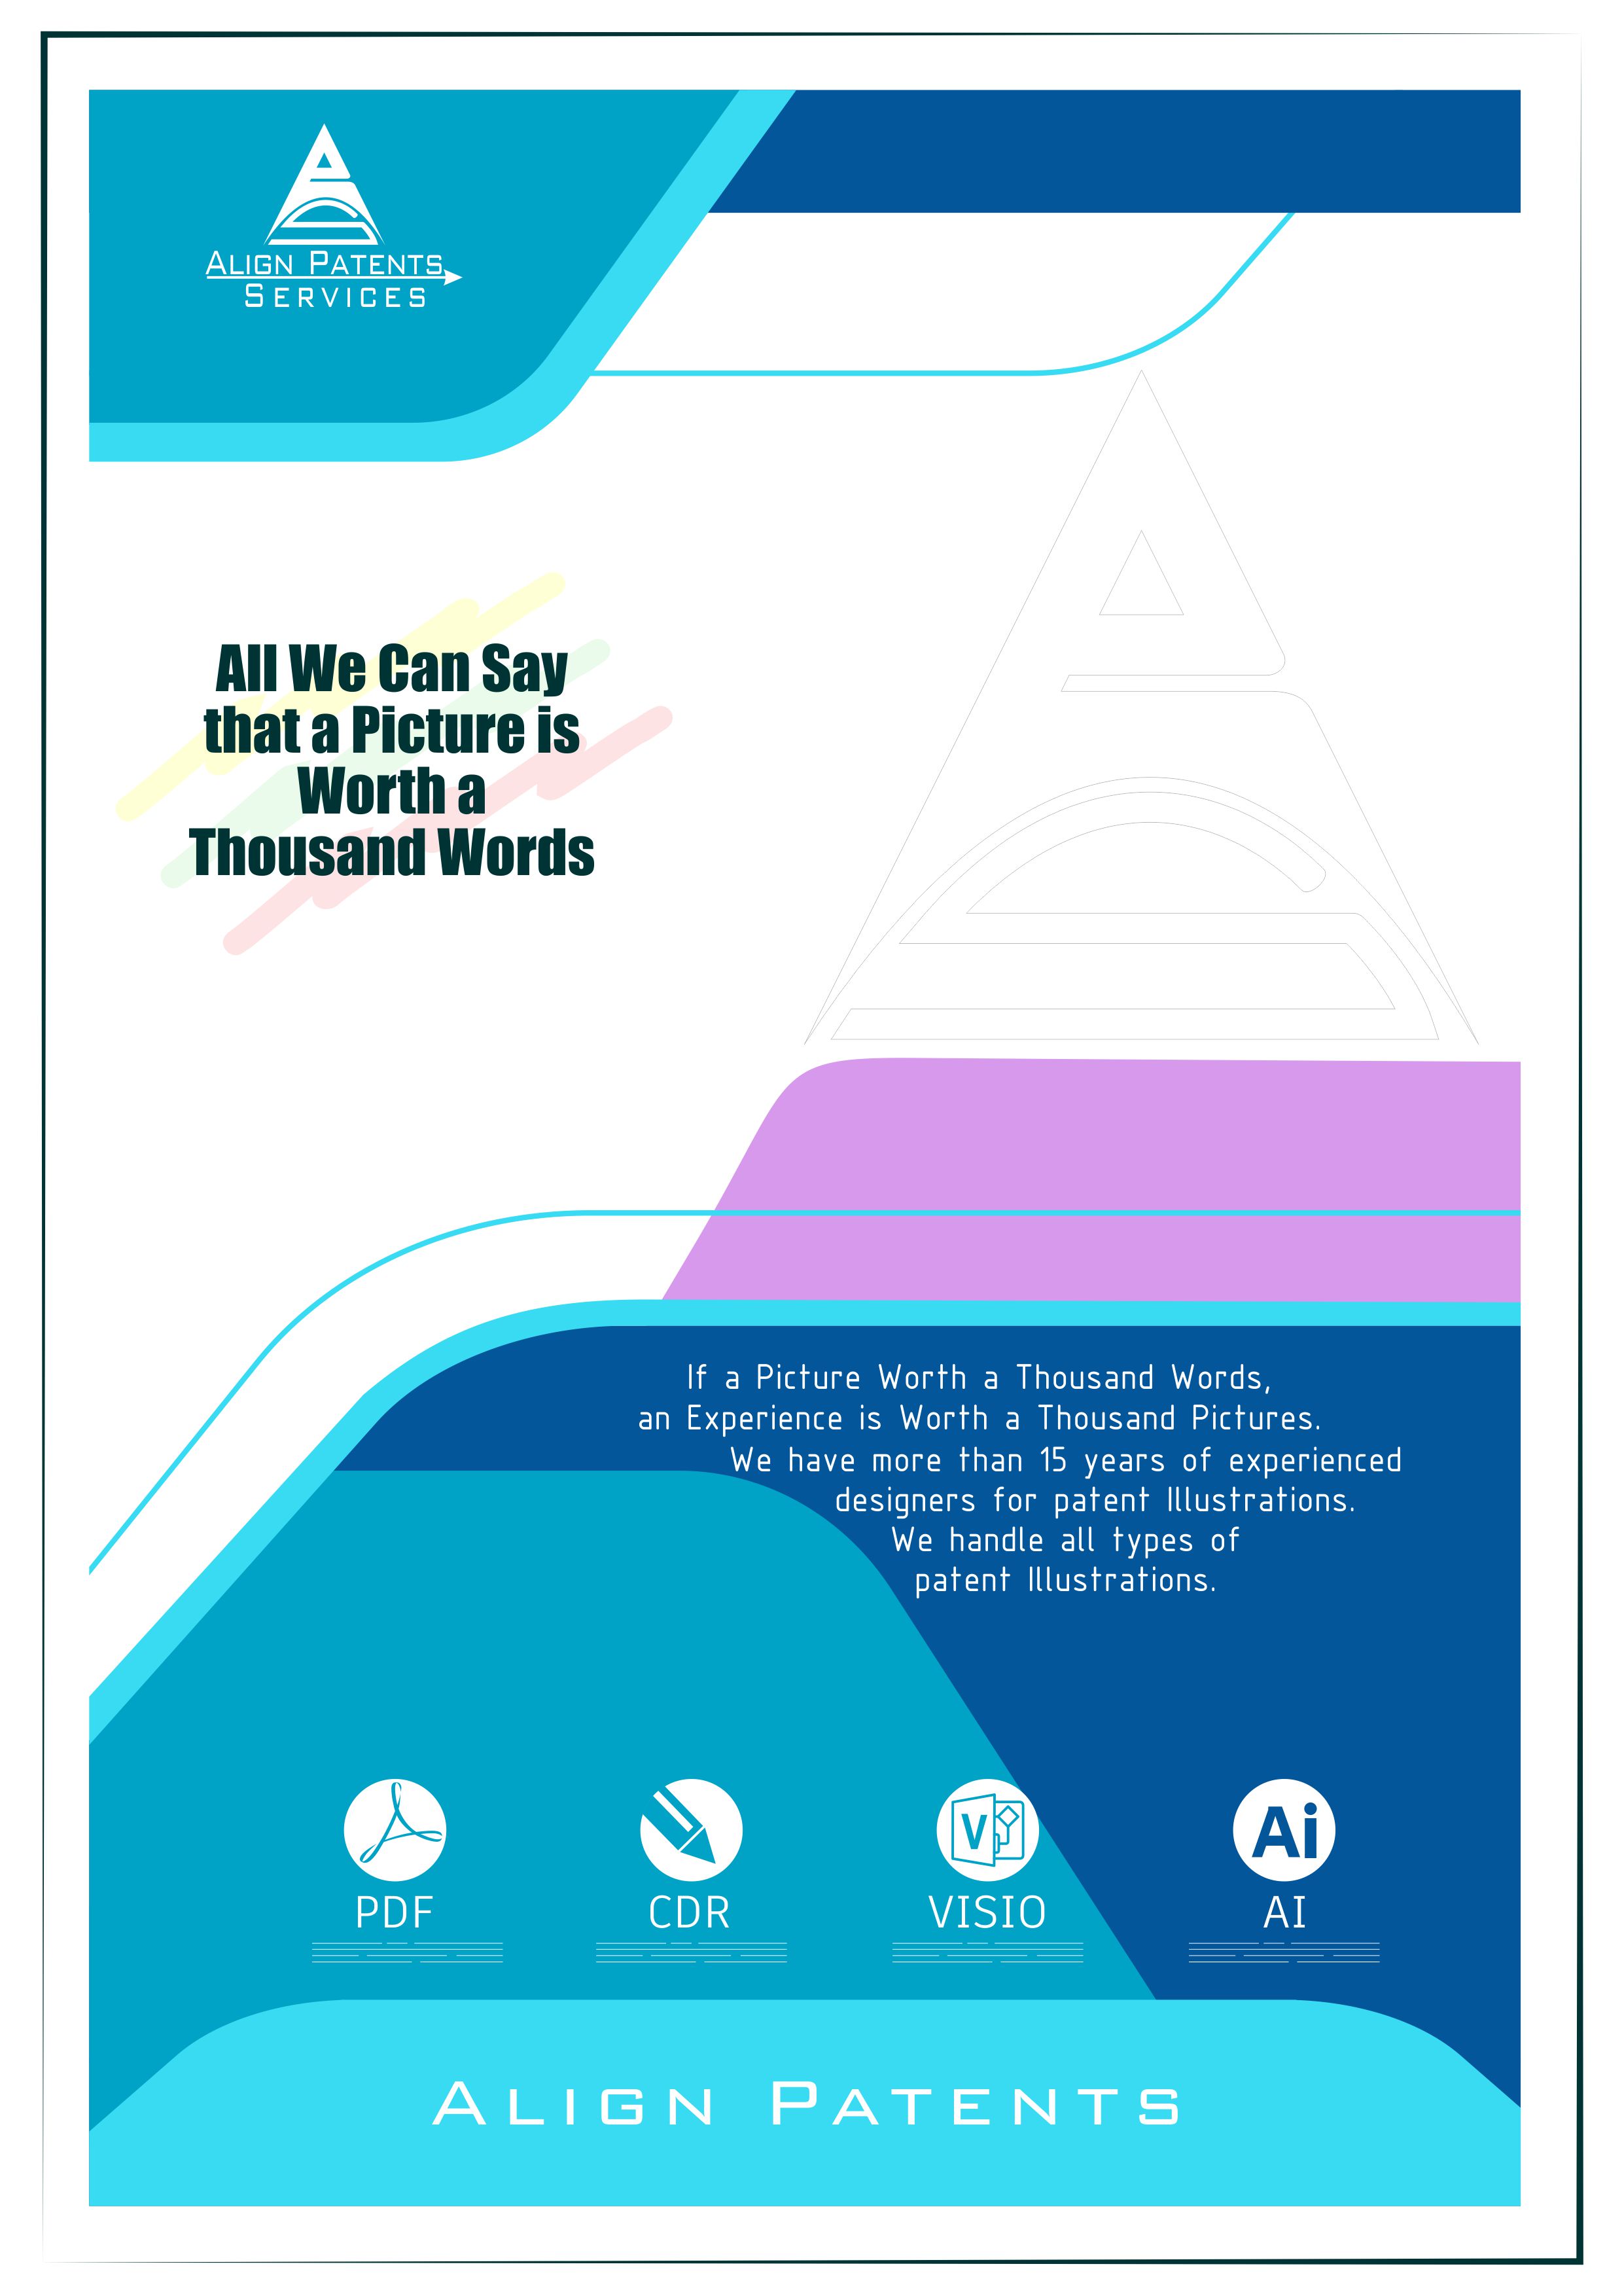 ALIGN PATENTS
SERVICES
All We Can Say
that a Picture is
Worth a
Thousand Words
If a Picture Worth a Thousand Words,
an Experience is Worth a Thousand Pictures.
We have more than 15 years of experienced
designers for patent Illustrations.
We handle all types of
patent Illustrations.
V
Ai
PDF
CDR
VISIO
AI
ALIGN PATENTS